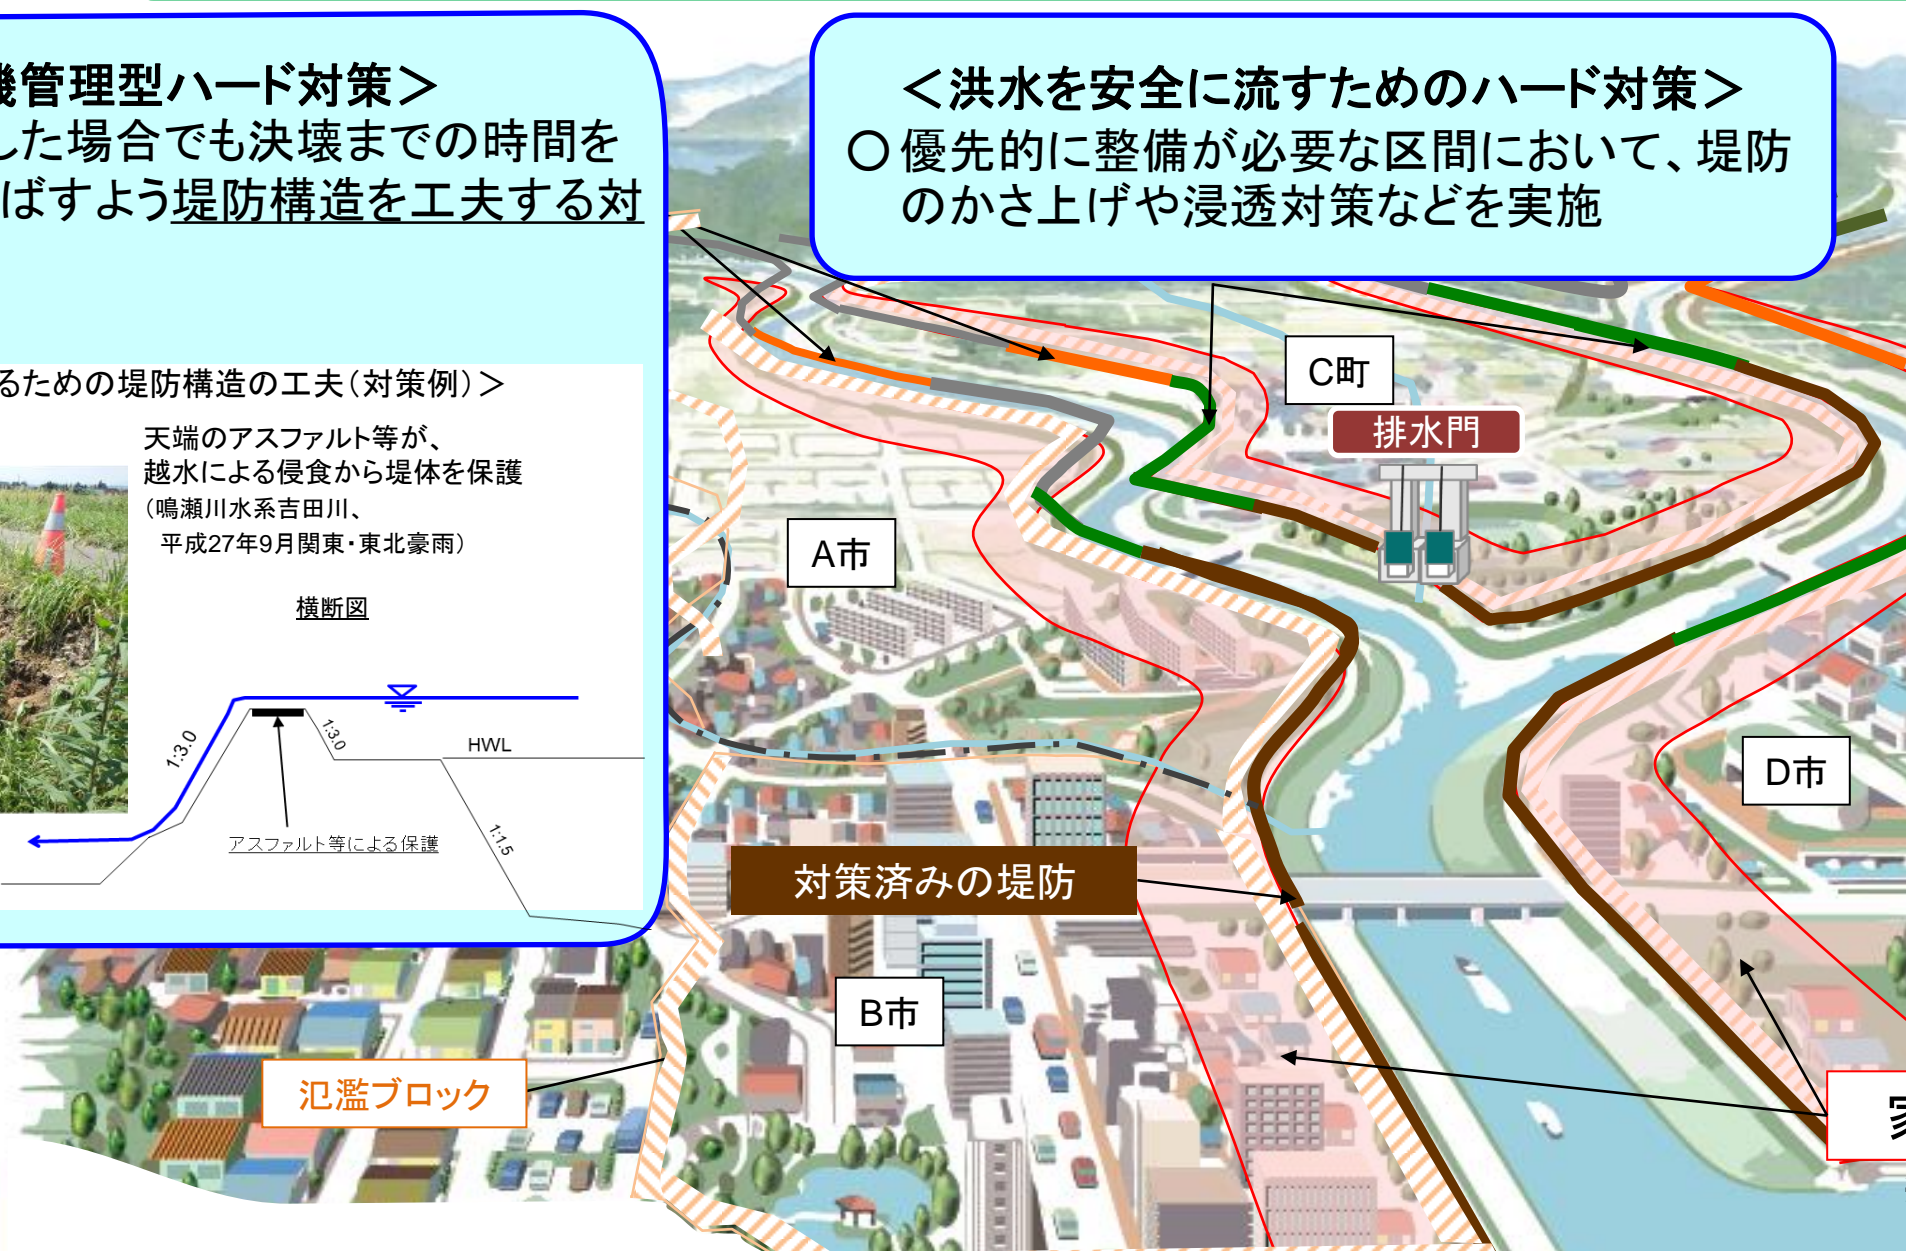 機管理型ハード対策＞
した場合でも決壊までの時間を
ばすよう堤防構造を工夫する対
るための堤防構造の工夫（対策例）＞
天端のアスファルト等が、
越水による侵食から堤体を保護
（鳴瀬川水系吉田川、
平成27年9月関東・東北豪雨）
横断図
1:3.0
1:3.0
HWL
1:1.5
アスファルト等による保護
＜洪水を安全に流すためのハード対策＞
○優先的に整備が必要な区間において、堤防
のかさ上げや浸透対策などを実施
C町
排水門
A市
D市
対策済みの堤防
B市
氾濫ブロック